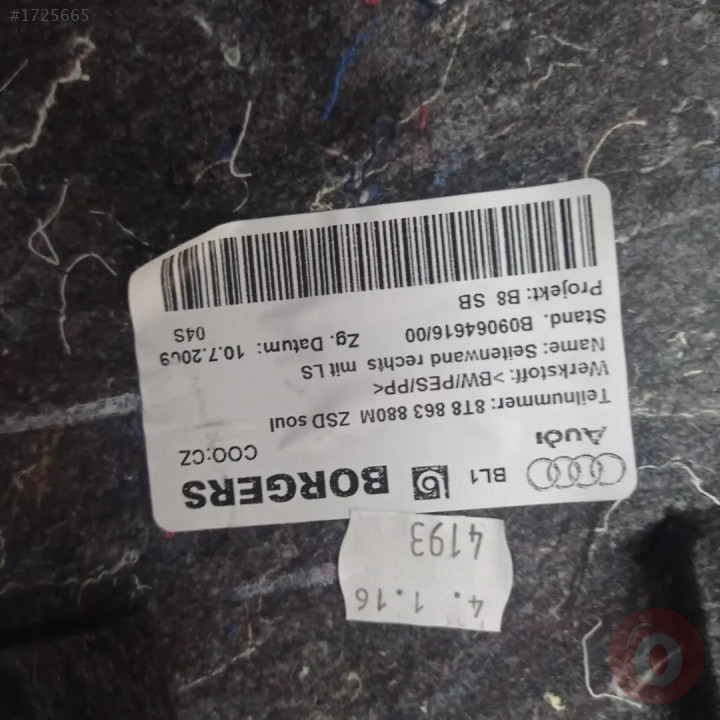 #1725665
BL1 BORGERS
Audi COO:CZ
Teilnummer: 8T8 863 880M ZSD soul
Werkstoff: >BW/PES/PP<
Name: Seitenwand rechts mit LS
Stand. B09064616/00 Zg. Datum: 10.7.2009
Projekt: B8 SB 04S
4.1.16
4193